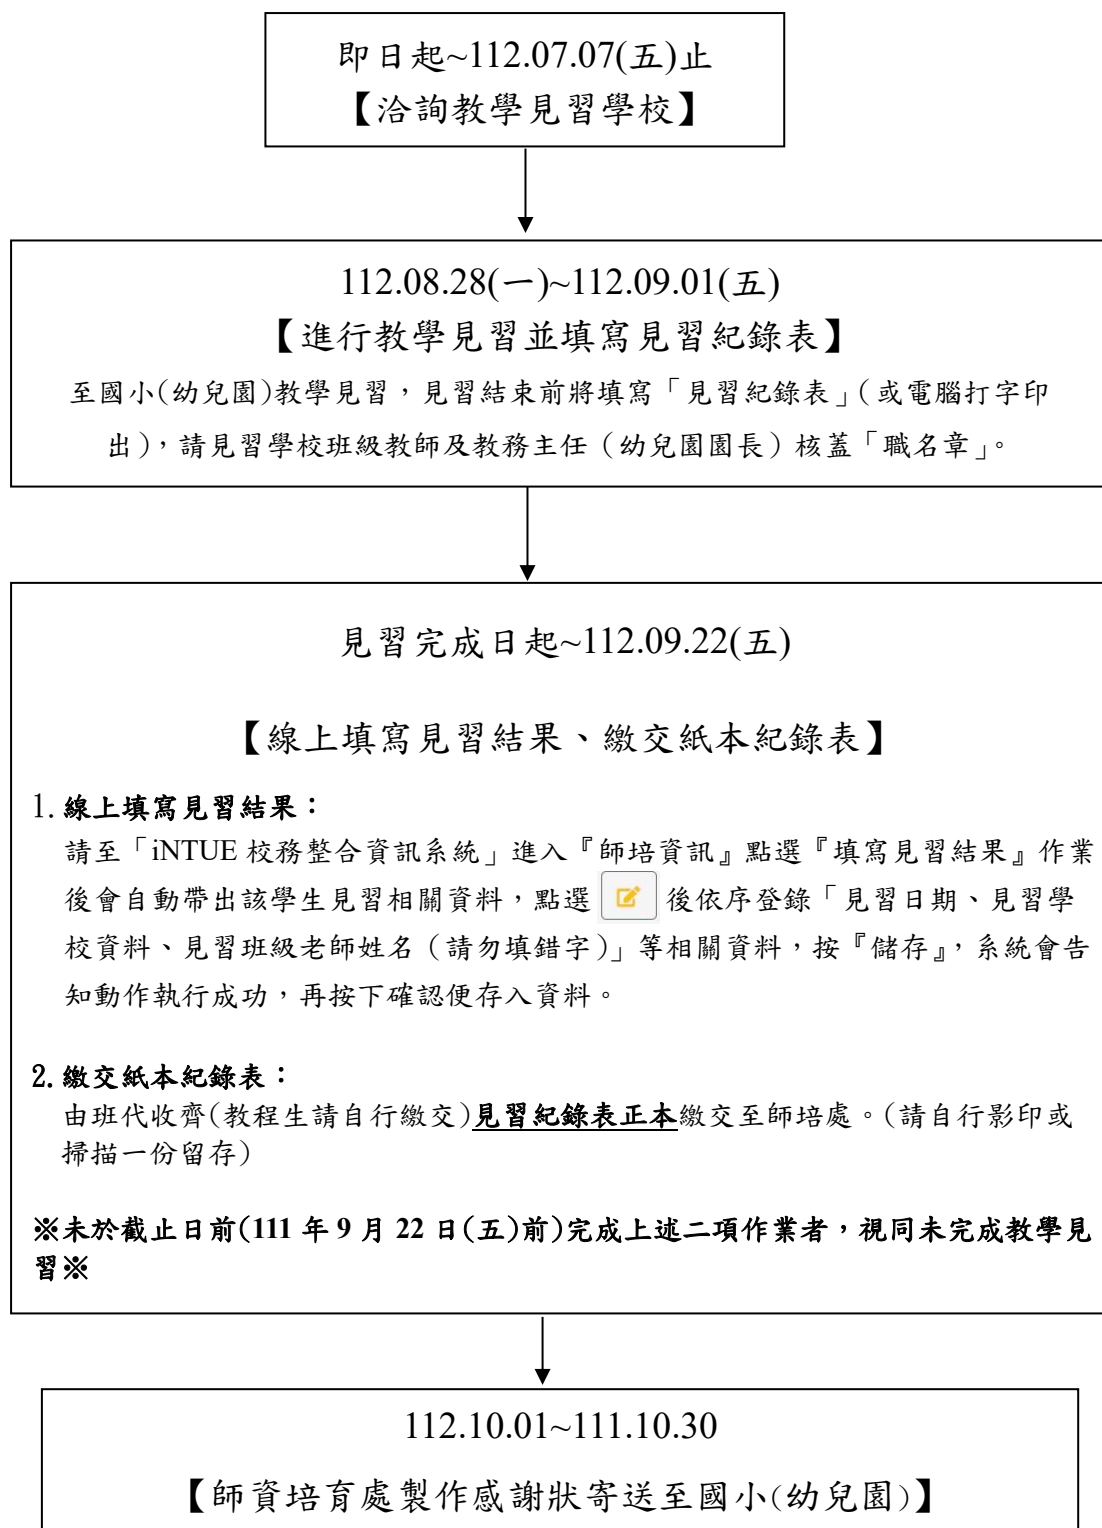 即日起~112.07.07(五)止
【洽詢教學見習學校】
112.08.28(一)~112.09.01(五)
【進行教學見習並填寫見習紀錄表】
至國小(幼兒園)教學見習，見習結束前將填寫「見習紀錄表」(或電腦打字印
出)，請見習學校班級教師及教務主任（幼兒園園長）核蓋「職名章」。
見習完成日起~112.09.22(五)
【線上填寫見習結果、繳交紙本紀錄表】
1. 線上填寫見習結果：
請至「iNTUE 校務整合資訊系統」進入『師培資訊』點選『填寫見習結果』作業
後會自動帶出該學生見習相關資料，點選 後依序登錄「見習日期、見習學
校資料、見習班級老師姓名（請勿填錯字）」等相關資料，按『儲存』，系統會告
知動作執行成功，再按下確認便存入資料。
2. 繳交紙本紀錄表：
由班代收齊(教程生請自行繳交)見習紀錄表正本繳交至師培處。(請自行影印或
掃描一份留存)
※未於截止日前(111 年 9 月 22 日(五)前)完成上述二項作業者，視同未完成教學見
習※
112.10.01~111.10.30
【師資培育處製作感謝狀寄送至國小(幼兒園)】